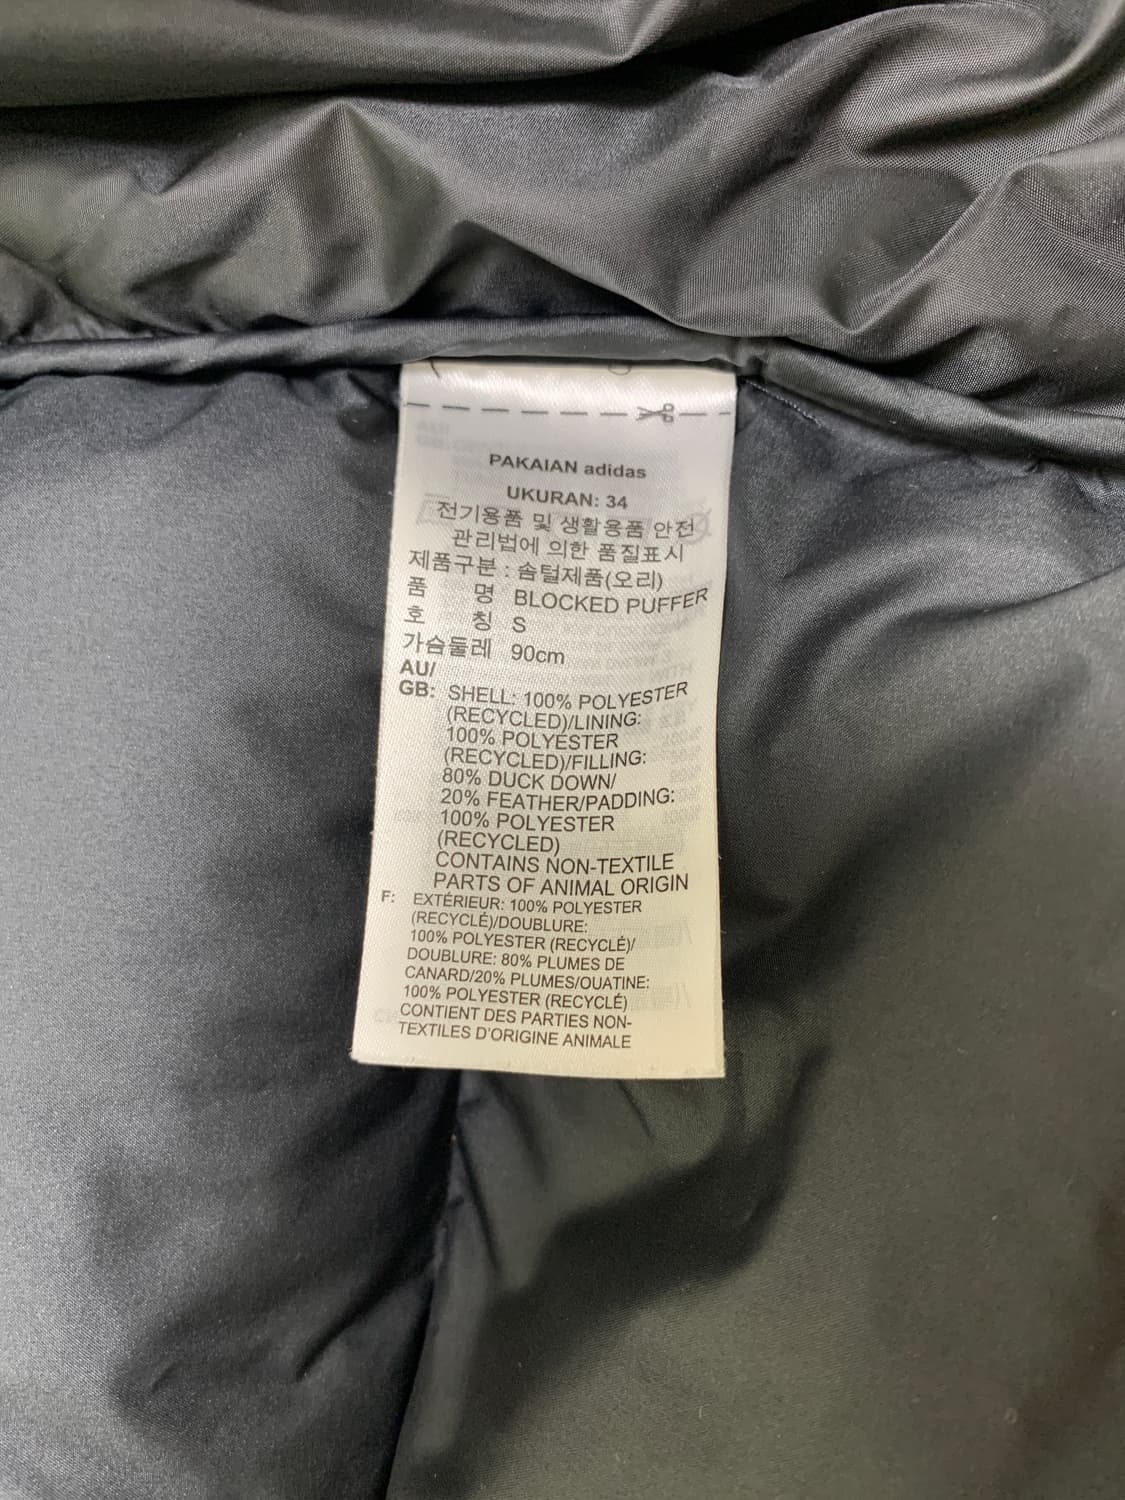 PAKAIAN adidas
UKURAN: 34
전기용품 및 생활용품 안전
관리법에 의한 품질표시
제품구분 : 솜털제품(오리)
품 명 BLOCKED PUFFER
호 칭 S
가슴둘레 90cm
AU/
GB: SHELL: 100% POLYESTER
(RECYCLED)/LINING:
100% POLYESTER
(RECYCLED)/FILLING:
80% DUCK DOWN/
20% FEATHER/PADDING:
100% POLYESTER
(RECYCLED)
CONTAINS NON-TEXTILE
PARTS OF ANIMAL ORIGIN
F: EXTÉRIEUR: 100% POLYESTER
(RECYCLÉ)/DOUBLURE:
100% POLYESTER (RECYCLÉ)/
DOUBLURE: 80% PLUMES DE
CANARD/20% PLUMES/OUATINE:
100% POLYESTER (RECYCLÉ)
CONTIENT DES PARTIES NON-
TEXTILES D'ORIGINE ANIMALE